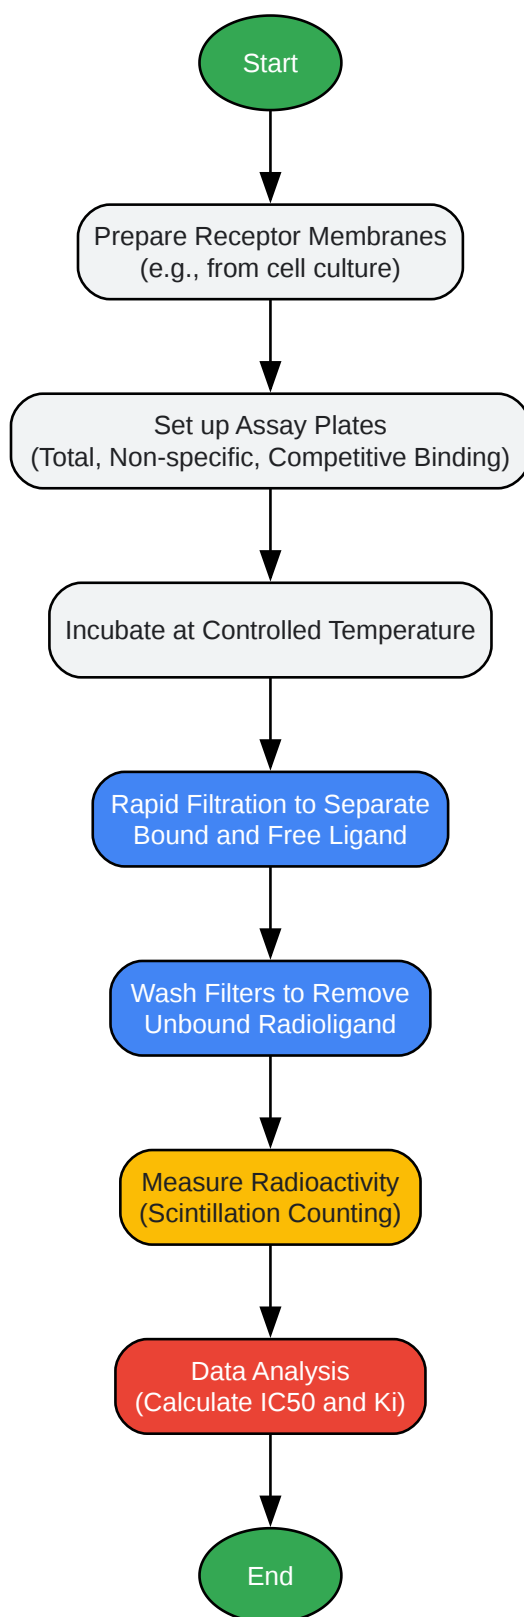 Start
Prepare Receptor Membranes
(e.g., from cell culture)
Set up Assay Plates
(Total, Non-specific, Competitive Binding)
Incubate at Controlled Temperature
Rapid Filtration to Separate
Bound and Free Ligand
Wash Filters to Remove
Unbound Radioligand
Measure Radioactivity
(Scintillation Counting)
Data Analysis
(Calculate IC50 and Ki)
End